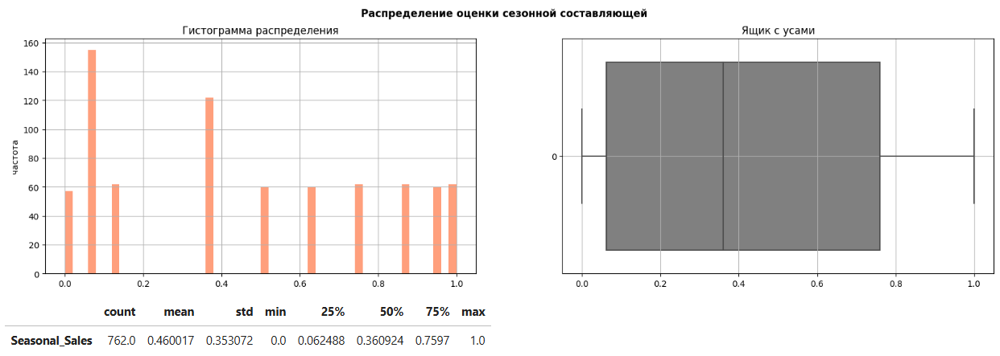 Распределение оценки сезонной составляющей
Гистограмма распределения
Ящик с усами
160
140
120
100
80
60
40
20
0
частота
0.0 0.2 0.4 0.6 0.8 1.0
0
0.0 0.2 0.4 0.6 0.8 1.0
count mean std min 25% 50% 75% max
Seasonal_Sales 762.0 0.460017 0.353072 0.0 0.062488 0.360924 0.7597 1.0